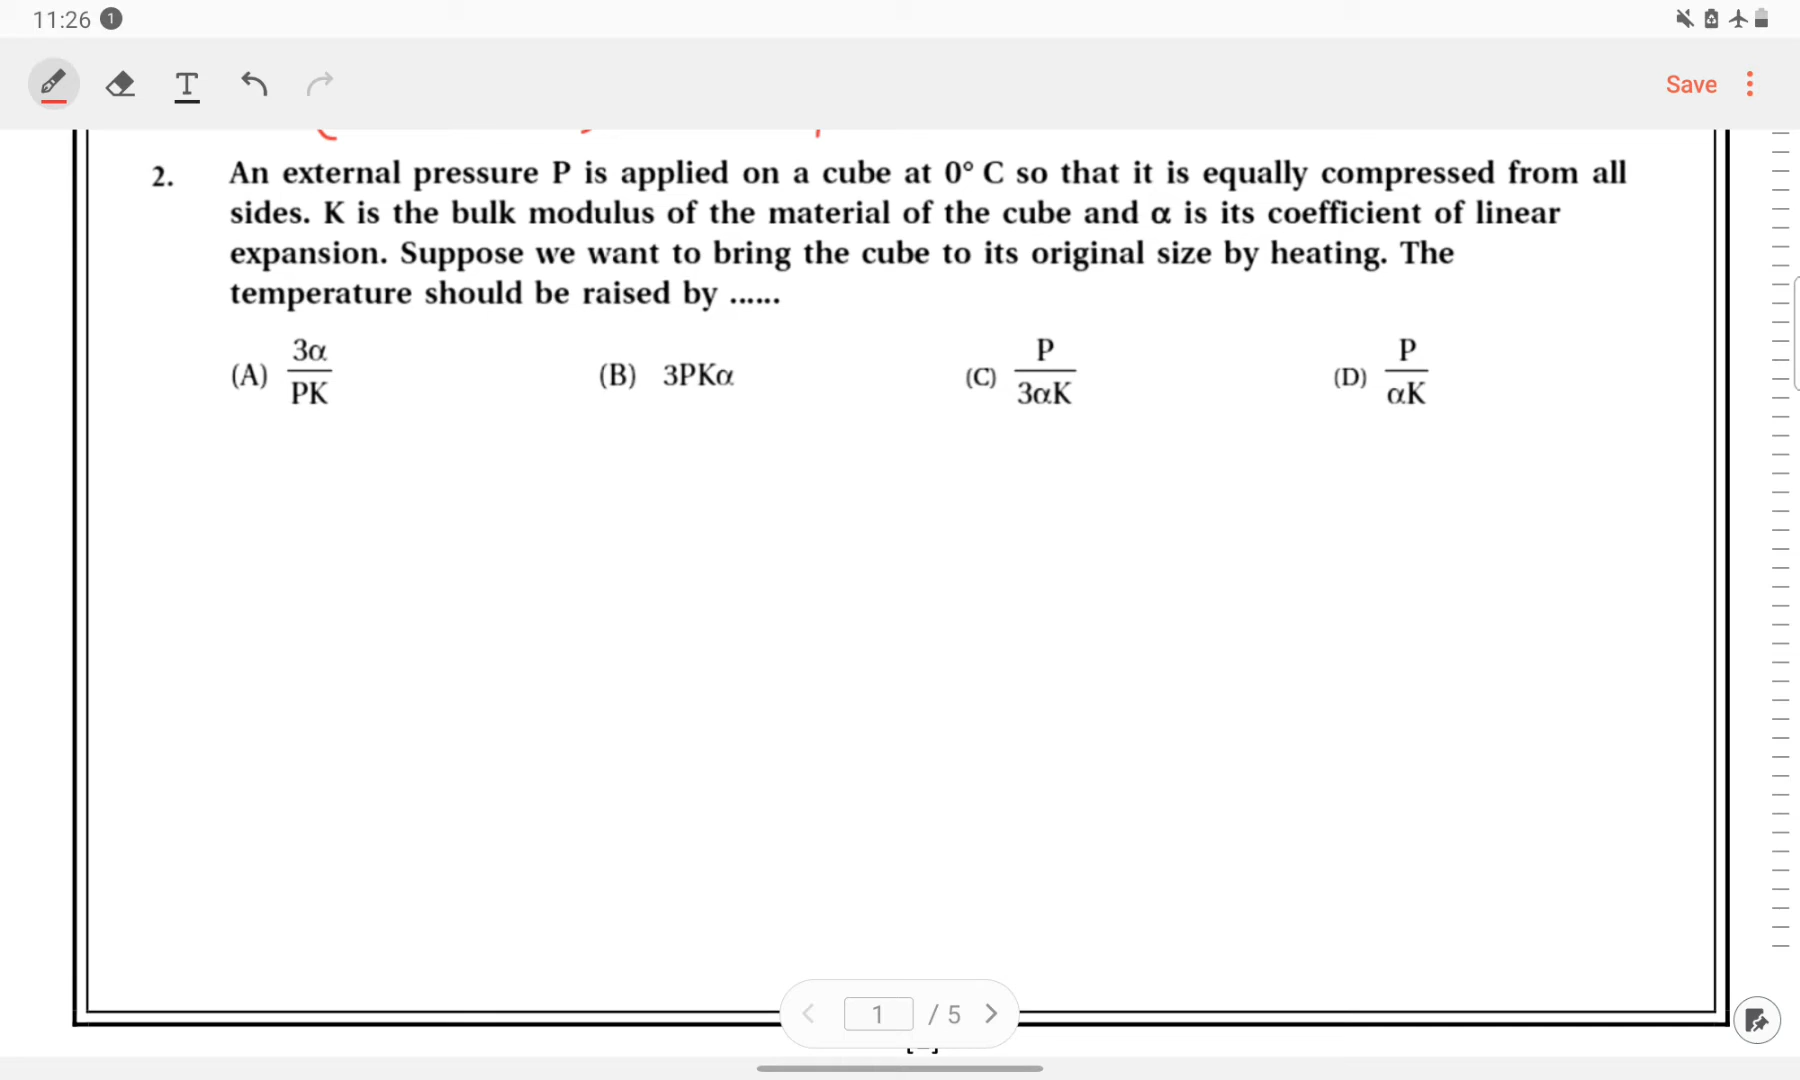 11:26 1
Save
2. An external pressure P is applied on a cube at 0° C so that it is equally compressed from all
sides. K is the bulk modulus of the material of the cube and α is its coefficient of linear
expansion. Suppose we want to bring the cube to its original size by heating. The
temperature should be raised by ......
(A) 3α/PK (B) 3PKα (C) P/3αK (D) P/αK
1 / 5